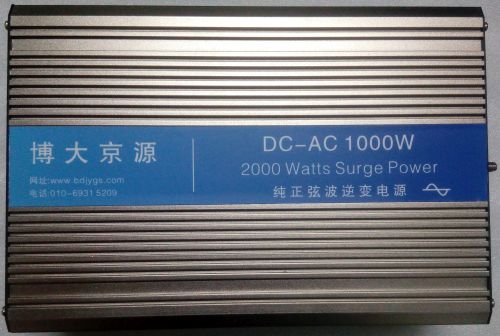 博大京源
网址:www.bdjygs.com
电话:010-6931 5209
DC-AC 1000W
2000 Watts Surge Power
纯正弦波逆变电源